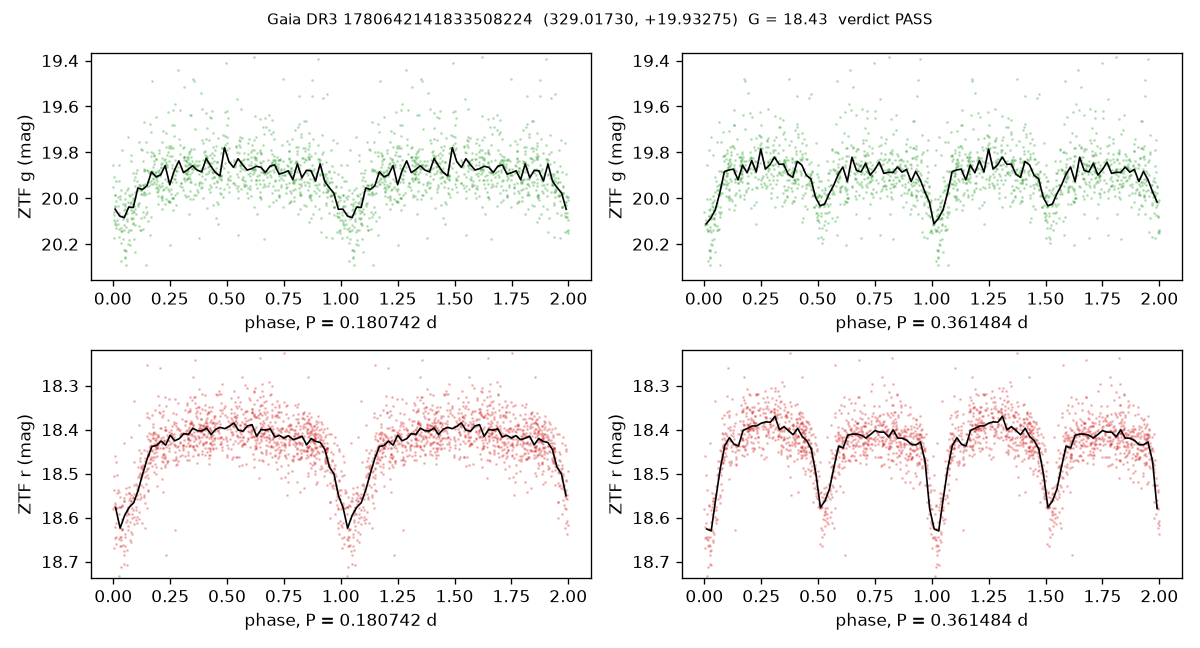 Gaia DR3 1780642141833508224 (329.01730, +19.93275) G = 18.43 verdict PASS
ZTF g (mag)
19.4
19.6
19.8
20.0
20.2
0.00 0.25 0.50 0.75 1.00 1.25 1.50 1.75 2.00
phase, P = 0.180742 d
ZTF g (mag)
19.4
19.6
19.8
20.0
20.2
0.00 0.25 0.50 0.75 1.00 1.25 1.50 1.75 2.00
phase, P = 0.361484 d
ZTF r (mag)
18.3
18.4
18.5
18.6
18.7
0.00 0.25 0.50 0.75 1.00 1.25 1.50 1.75 2.00
phase, P = 0.180742 d
ZTF r (mag)
18.3
18.4
18.5
18.6
18.7
0.00 0.25 0.50 0.75 1.00 1.25 1.50 1.75 2.00
phase, P = 0.361484 d